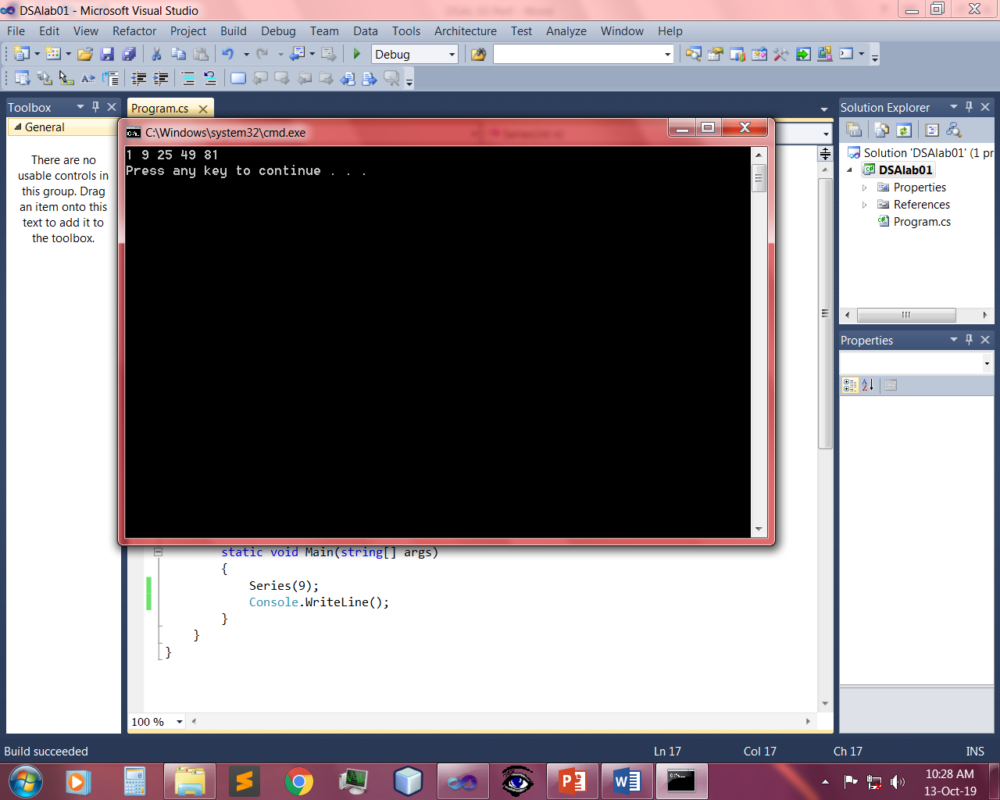 DSAlab01 - Microsoft Visual Studio
File Edit View Refactor Project Build Debug Team Data Tools Architecture Test Analyze Window Help
Debug
Toolbox
General
There are no
usable controls in
this group. Drag
an item onto this
text to add it to
the toolbox.
Program.cs
C:\Windows\system32\cmd.exe
1 9 25 49 81
Press any key to continue . . .
static void Main(string[] args)
{
Series(9);
Console.WriteLine();
}
}
}
100 %
Solution Explorer
Solution 'DSAlab01' (1 pr
DSAlab01
Properties
References
Program.cs
Properties
Build succeeded
Ln 17 Col 17 Ch 17 INS
10:28 AM
13-Oct-19